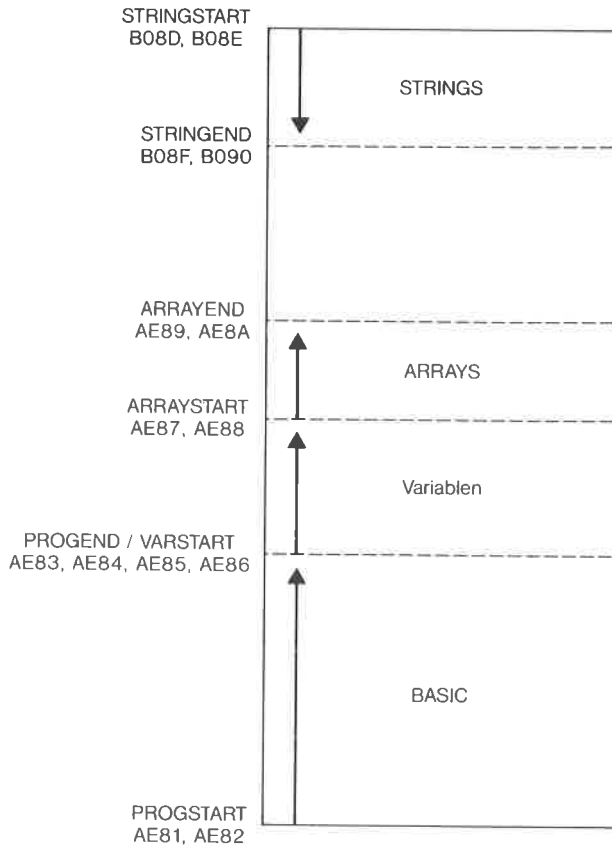 STRINGSTART
B08D, B08E
STRINGS
STRINGEND
B08F, B090
ARRAYEND
AE89, AE8A
ARRAYS
ARRAYSTART
AE87, AE88
Variablen
PROGEND / VARSTART
AE83, AE84, AE85, AE86
BASIC
PROGSTART
AE81, AE82